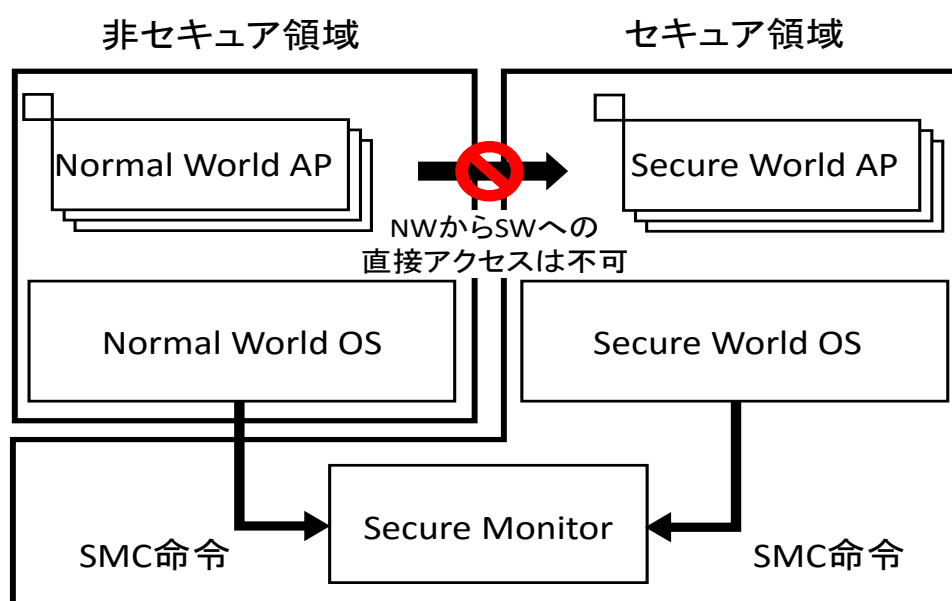 非セキュア領域
セキュア領域
Normal World AP
Secure World AP
NWからSWへの
直接アクセスは不可
Normal World OS
Secure World OS
Secure Monitor
SMC命令
SMC命令